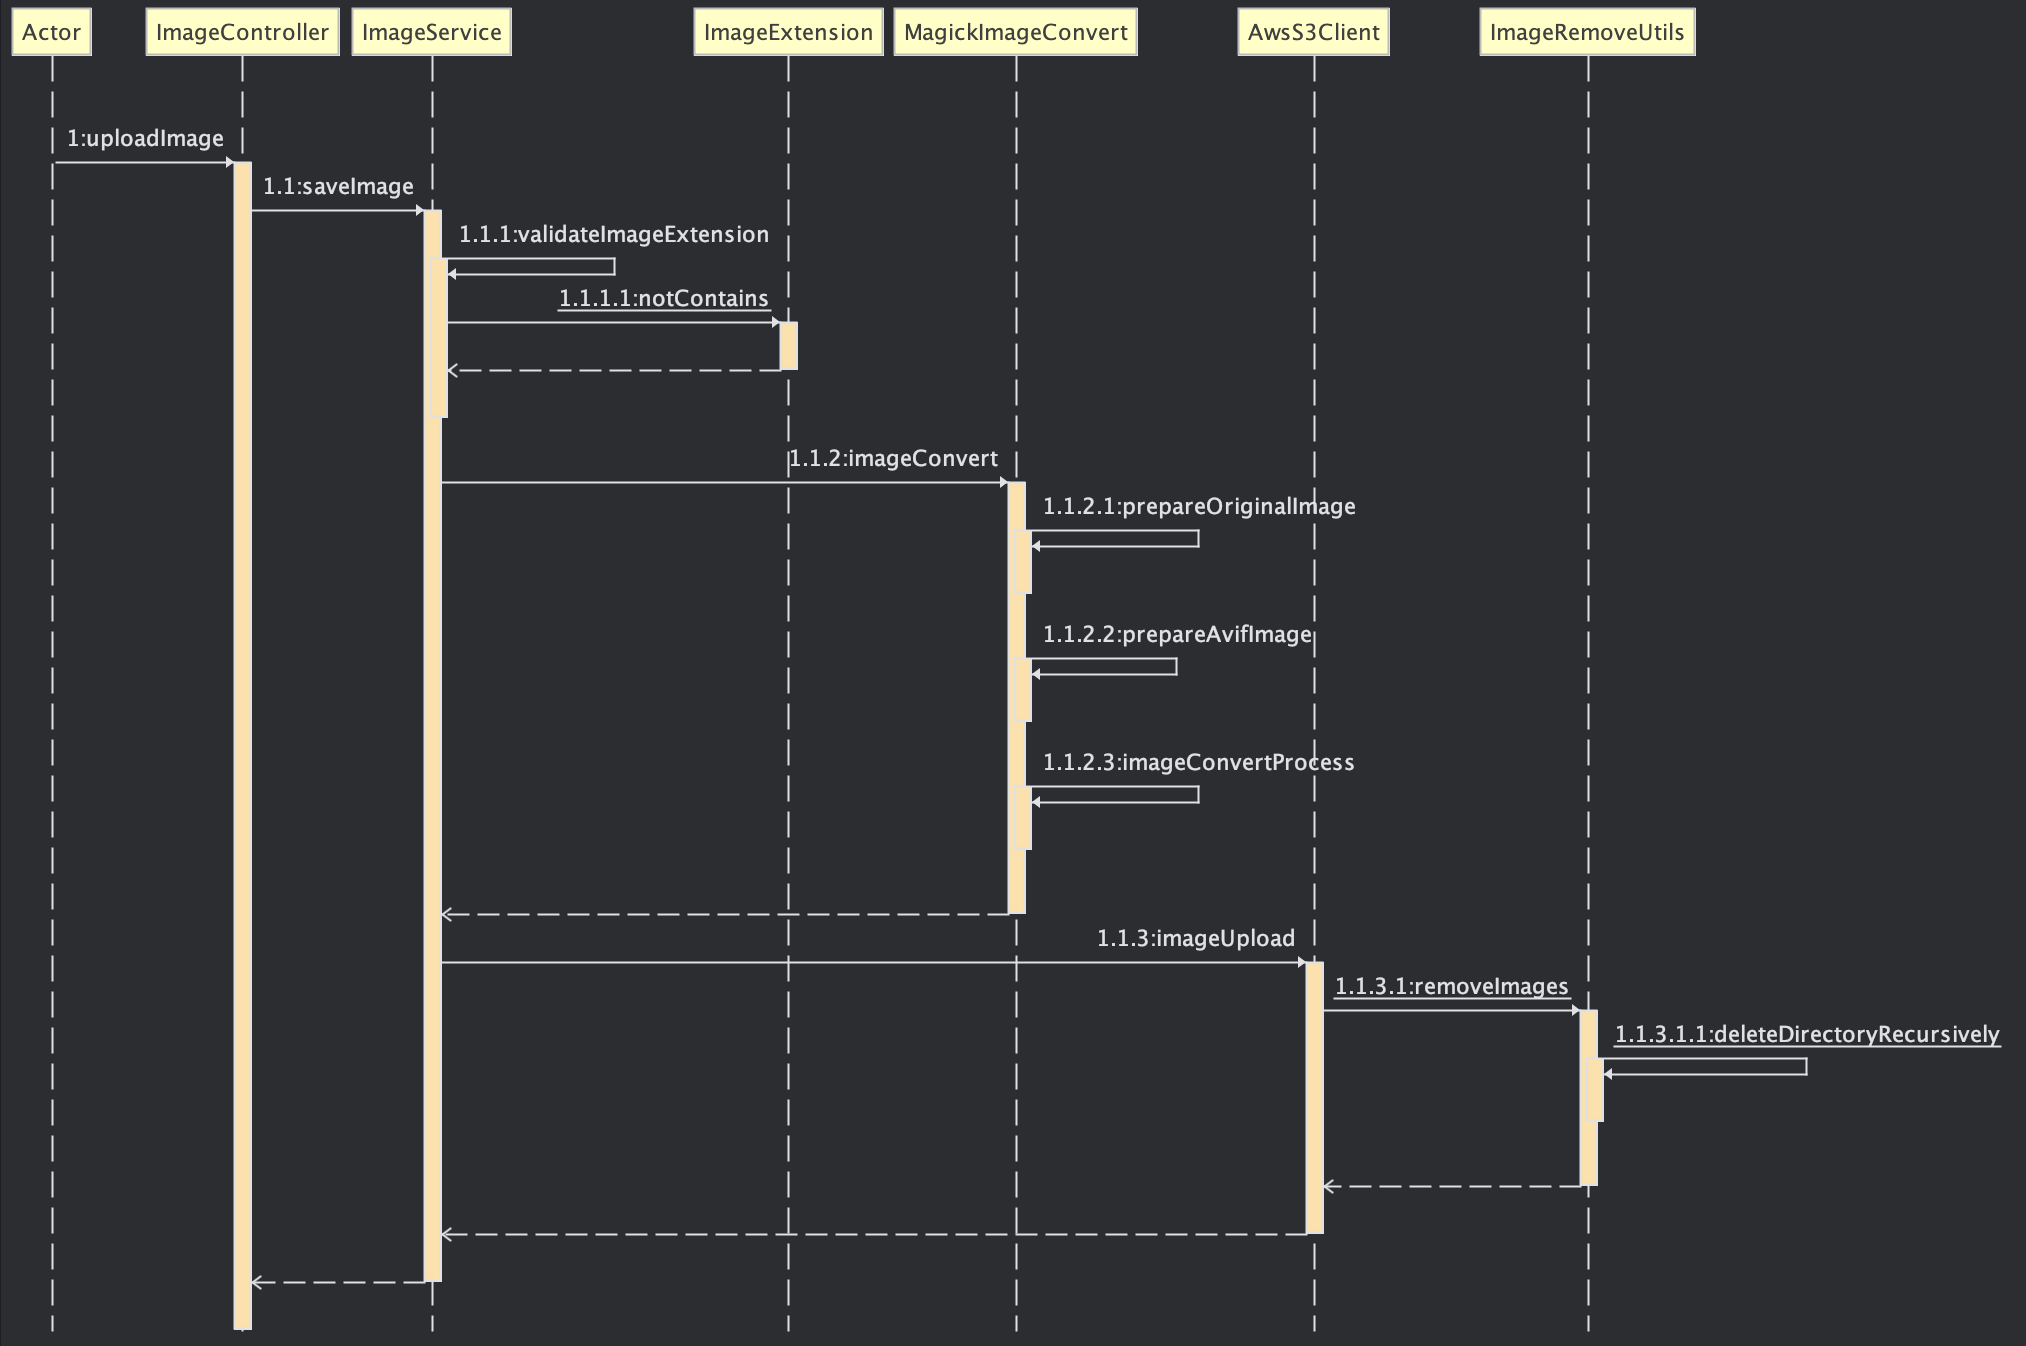 Actor
ImageController
ImageService
ImageExtension
MagickImageConvert
AwsS3Client
ImageRemoveUtils
1:uploadImage
1.1:saveImage
1.1.1:validateImageExtension
1.1.1.1:notContains
1.1.2:imageConvert
1.1.2.1:prepareOriginalImage
1.1.2.2:prepareAvifImage
1.1.2.3:imageConvertProcess
1.1.3:imageUpload
1.1.3.1:removeImages
1.1.3.1.1:deleteDirectoryRecursively